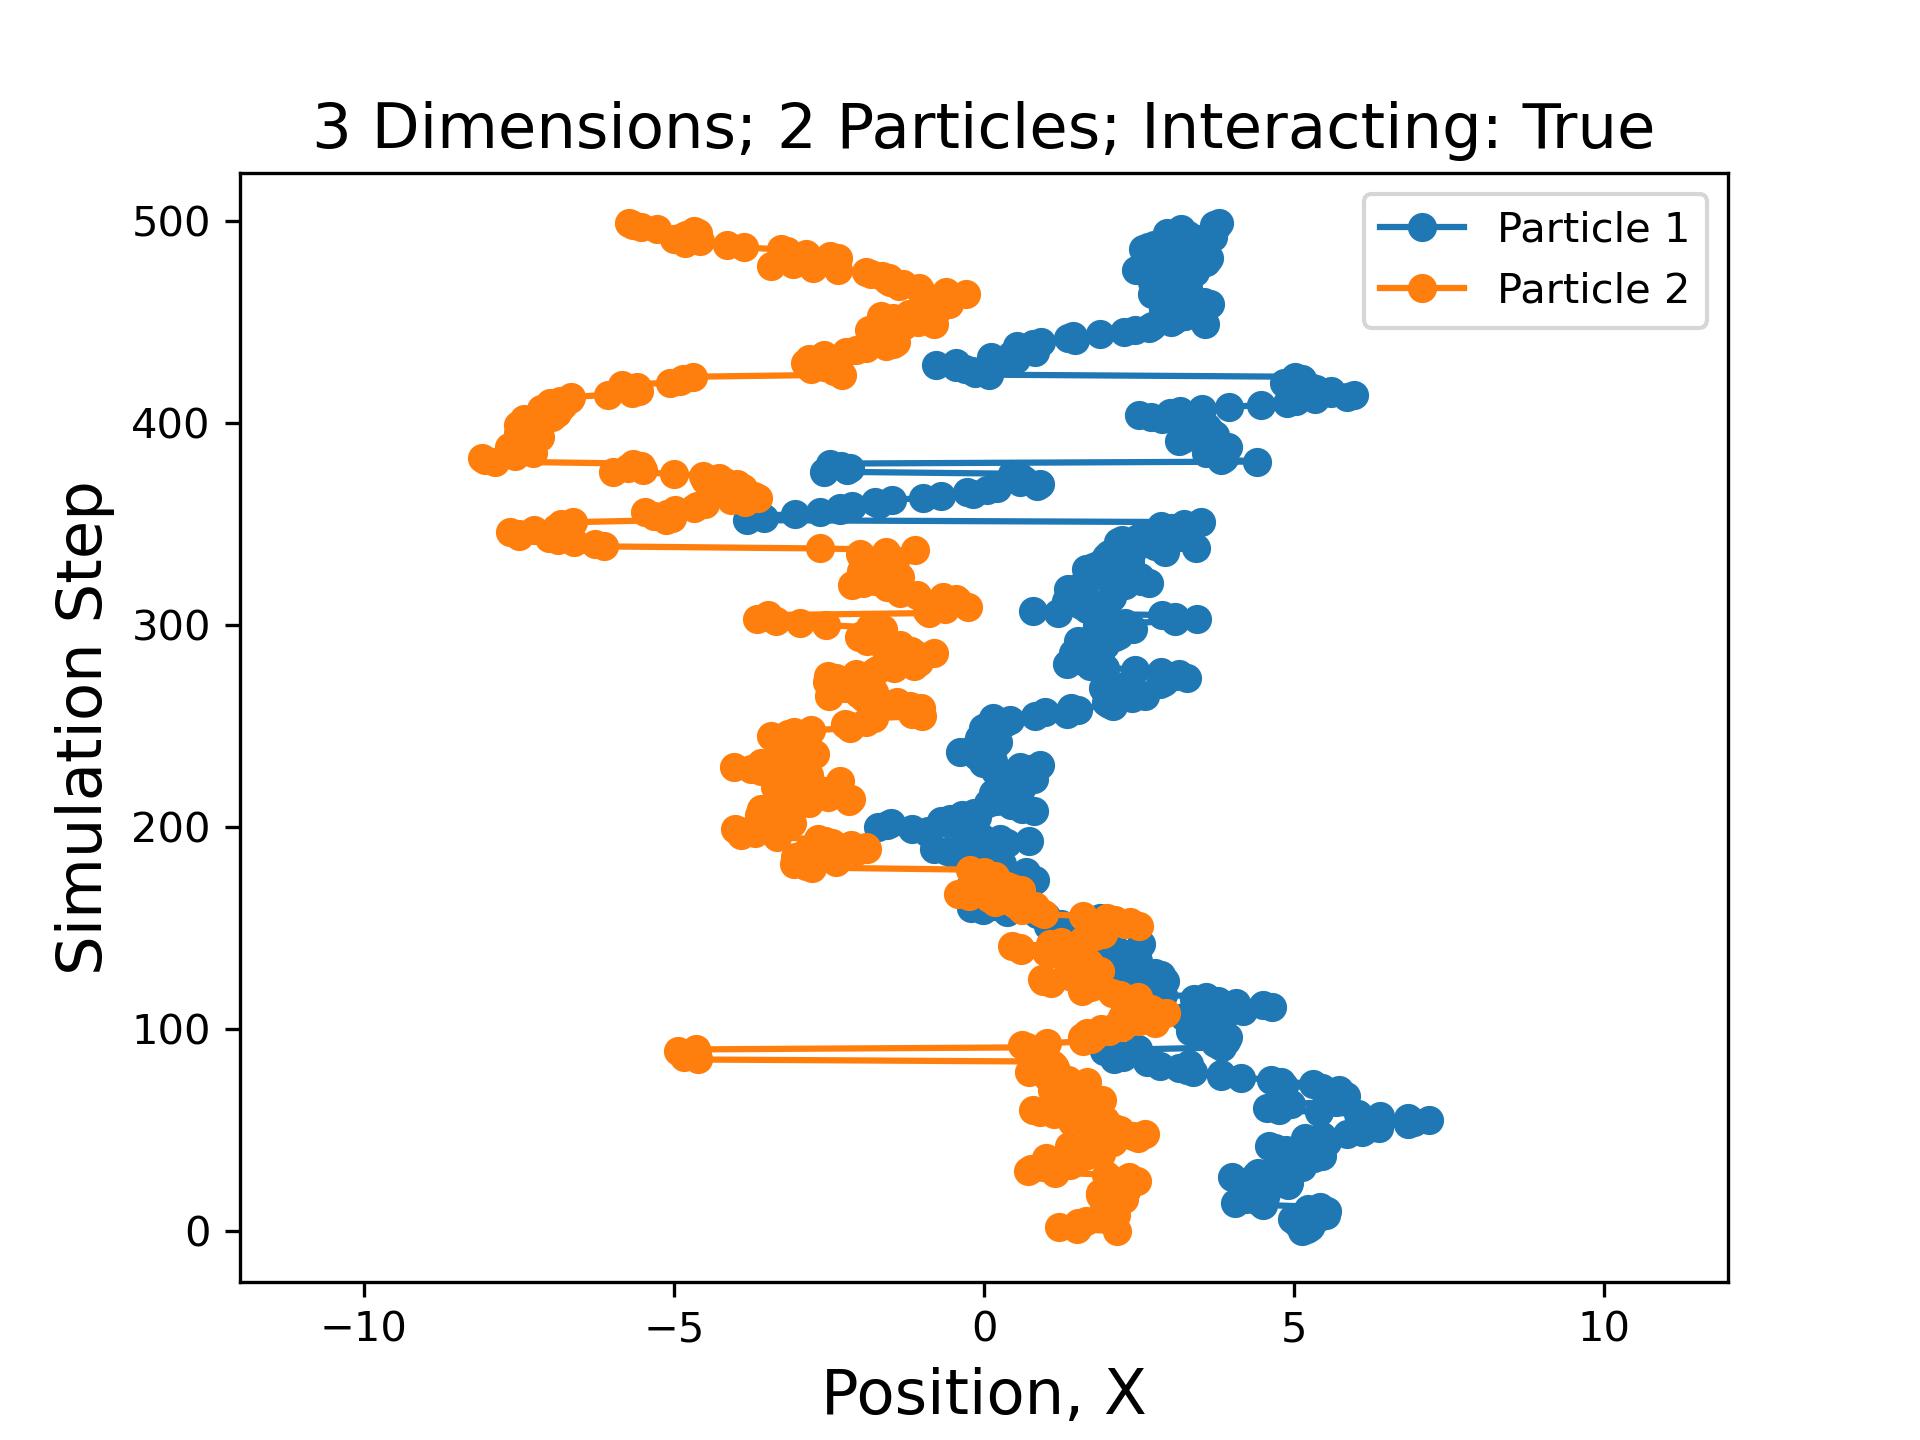 3 Dimensions; 2 Particles; Interacting: True
Particle 1
Particle 2
500
400
300
200
100
0
Simulation Step
−10
−5
0
5
10
Position, X